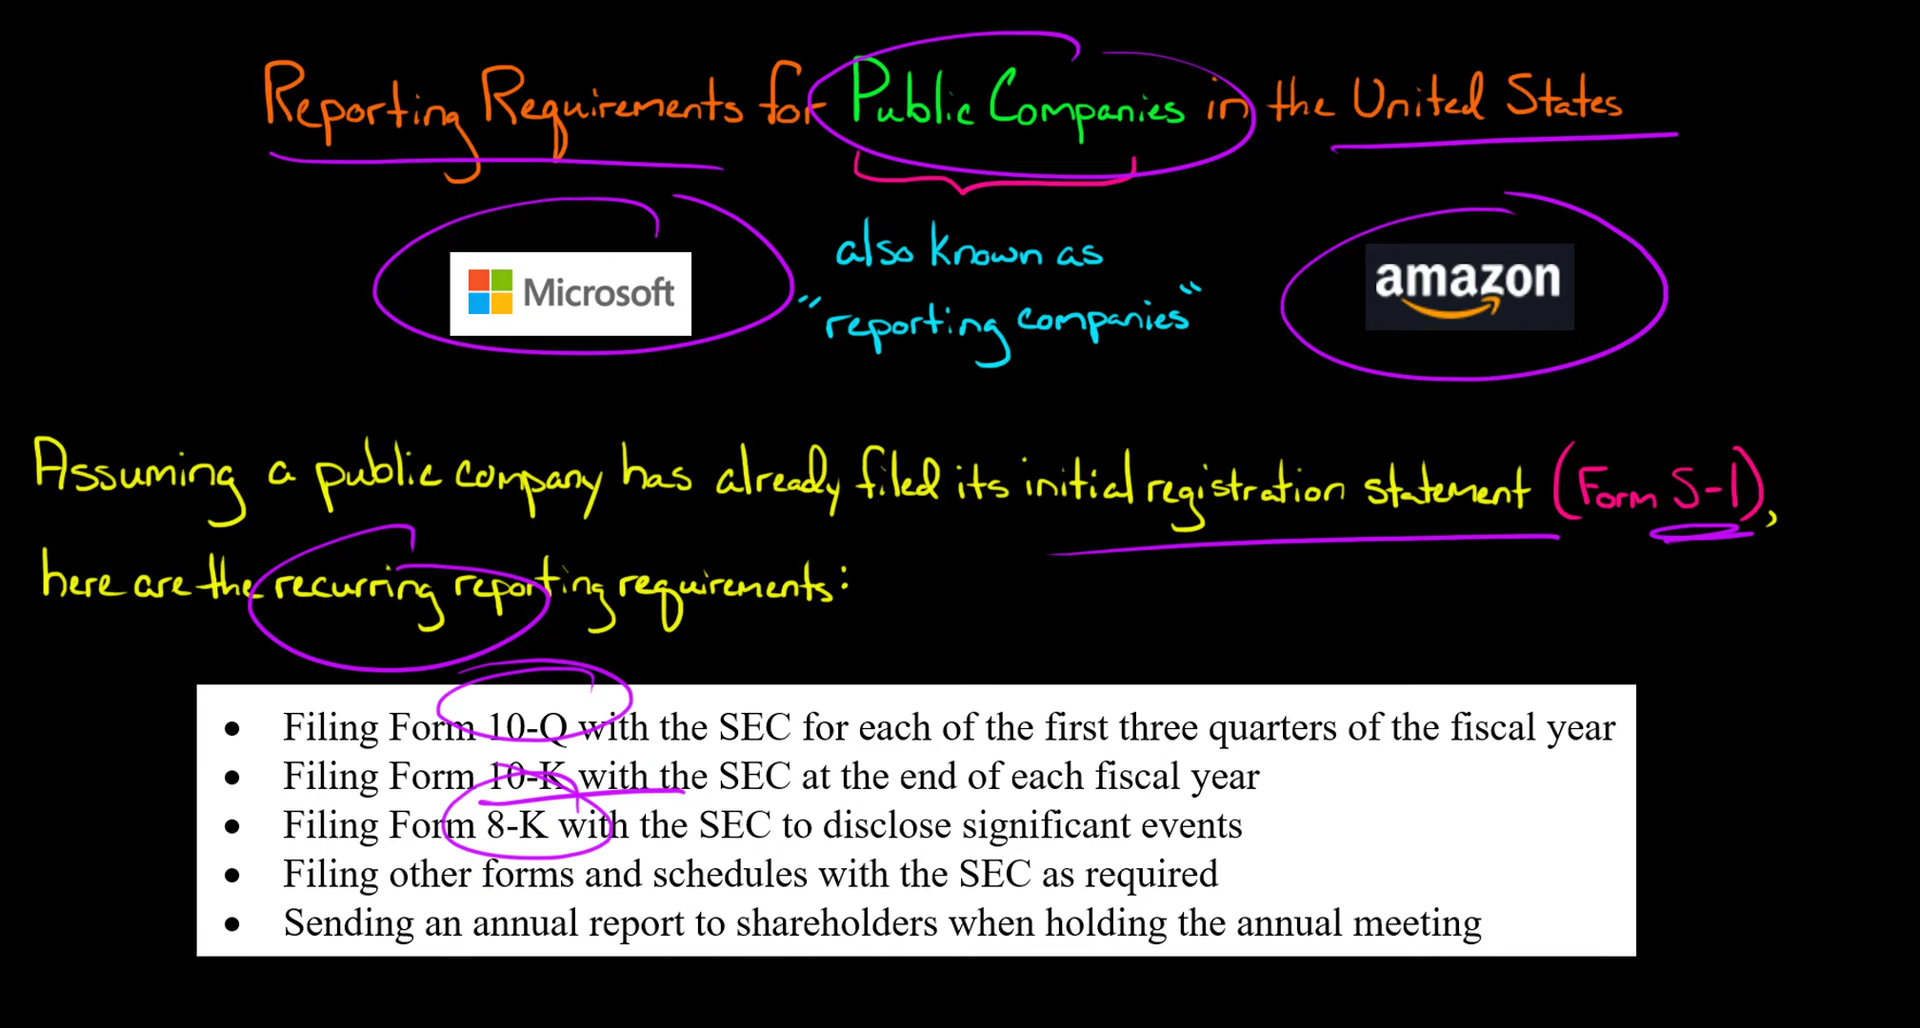 Reporting Requirements for Public Companies in the United States
Microsoft
also known as
"reporting companies"
amazon
Assuming a public company has already filed its initial registration statement (Form S-1),
here are the recurring reporting requirements:
• Filing Form 10-Q with the SEC for each of the first three quarters of the fiscal year
• Filing Form 10-K with the SEC at the end of each fiscal year
• Filing Form 8-K with the SEC to disclose significant events
• Filing other forms and schedules with the SEC as required
• Sending an annual report to shareholders when holding the annual meeting